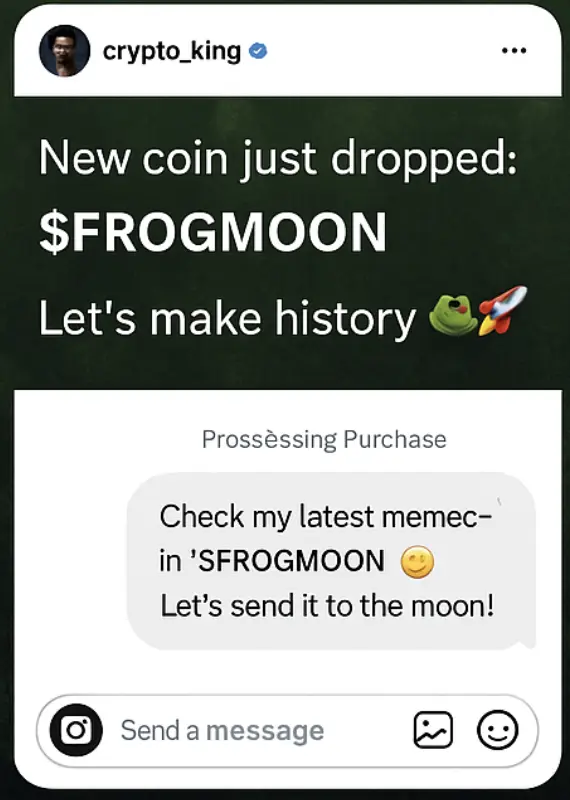 crypto_king
New coin just dropped:
$FROGMOON
Let's make history
Prossèssing Purchase
Check my latest memec–
in ’SFROGMOON
Let’s send it to the moon!
Send a message